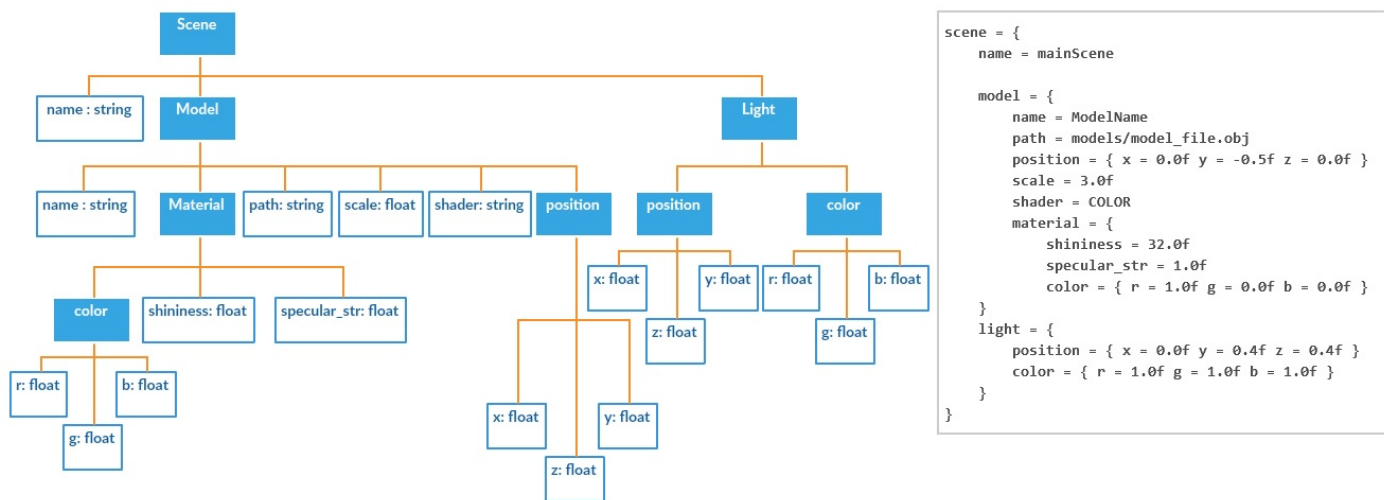 Scene
name : string
Model
Light
name : string
Material
path: string
scale: float
shader: string
position
position
color
x: float
y: float
r: float
b: float
z: float
g: float
color
shininess: float
specular_str: float
r: float
b: float
g: float
x: float
y: float
z: float
scene = {
name = mainScene
model = {
name = ModelName
path = models/model_file.obj
position = { x = 0.0f y = -0.5f z = 0.0f }
scale = 3.0f
shader = COLOR
material = {
shininess = 32.0f
specular_str = 1.0f
color = { r = 1.0f g = 0.0f b = 0.0f }
}
light = {
position = { x = 0.0f y = 0.4f z = 0.4f }
color = { r = 1.0f g = 1.0f b = 1.0f }
}
}